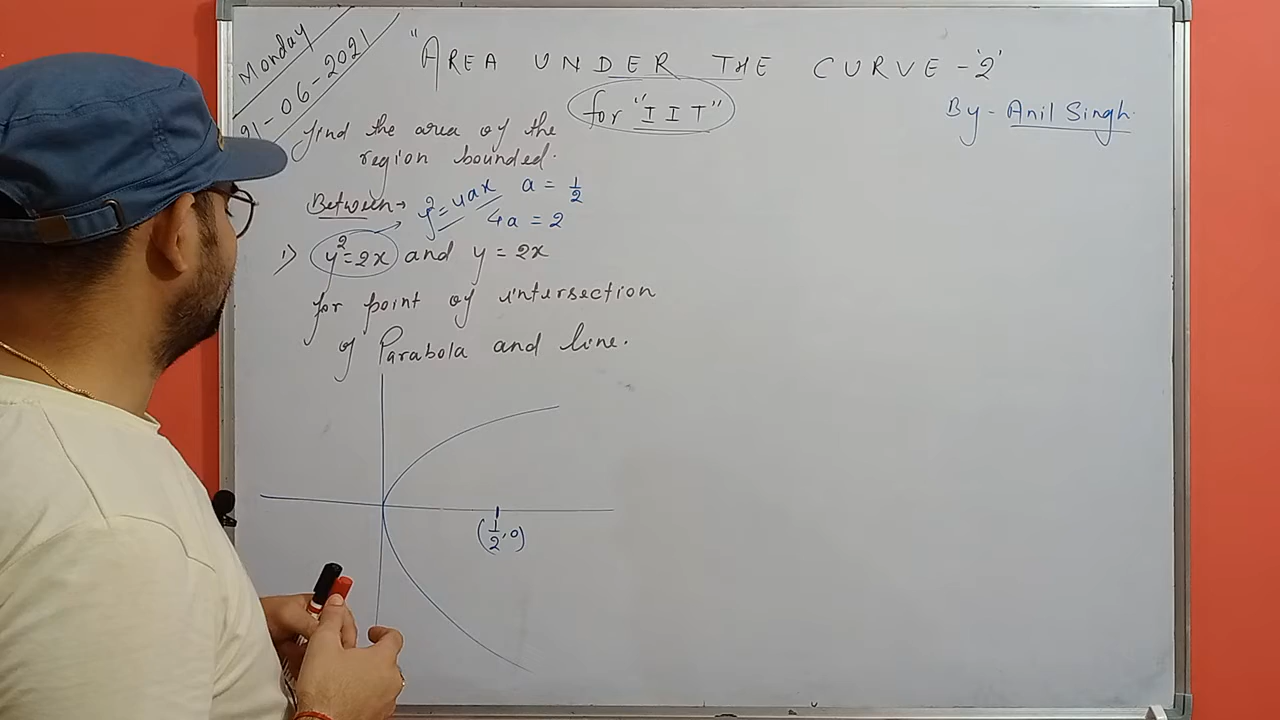 Monday
21-06-2021
"AREA UNDER THE CURVE - '2'
for "IIT"
By - Anil Singh
find the area of the
region bounded.
Between→ y²=4ax a = 1/2
4a = 2
1) y²=2x and y = 2x
for point of intersection
of Parabola and line.
(1/2, 0)